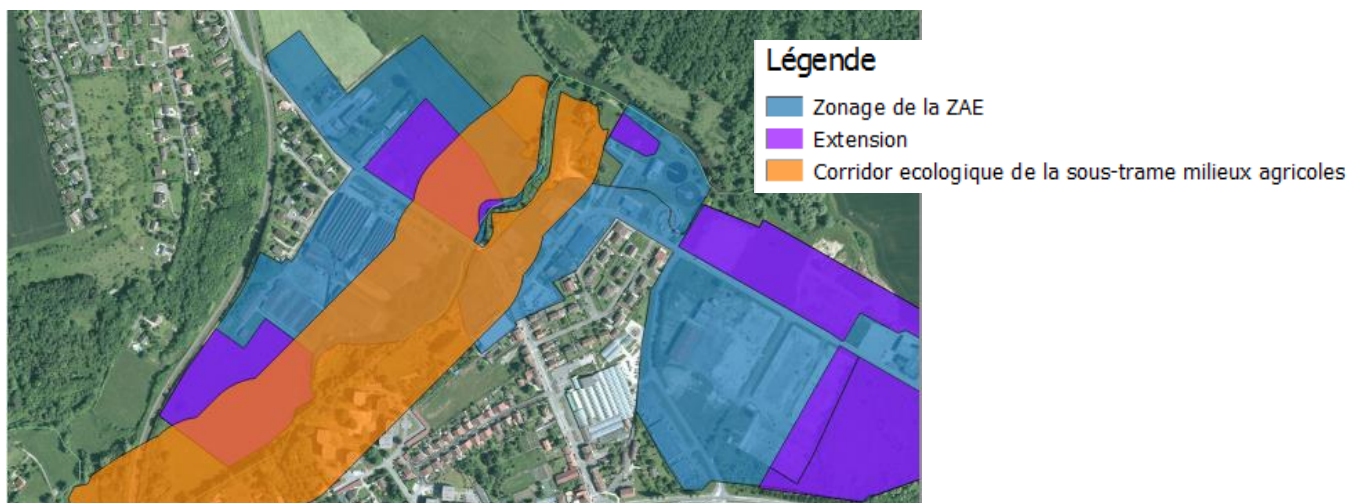 Légende
Zonage de la ZAE
Extension
Corridor ecologique de la sous-trame milieux agricoles